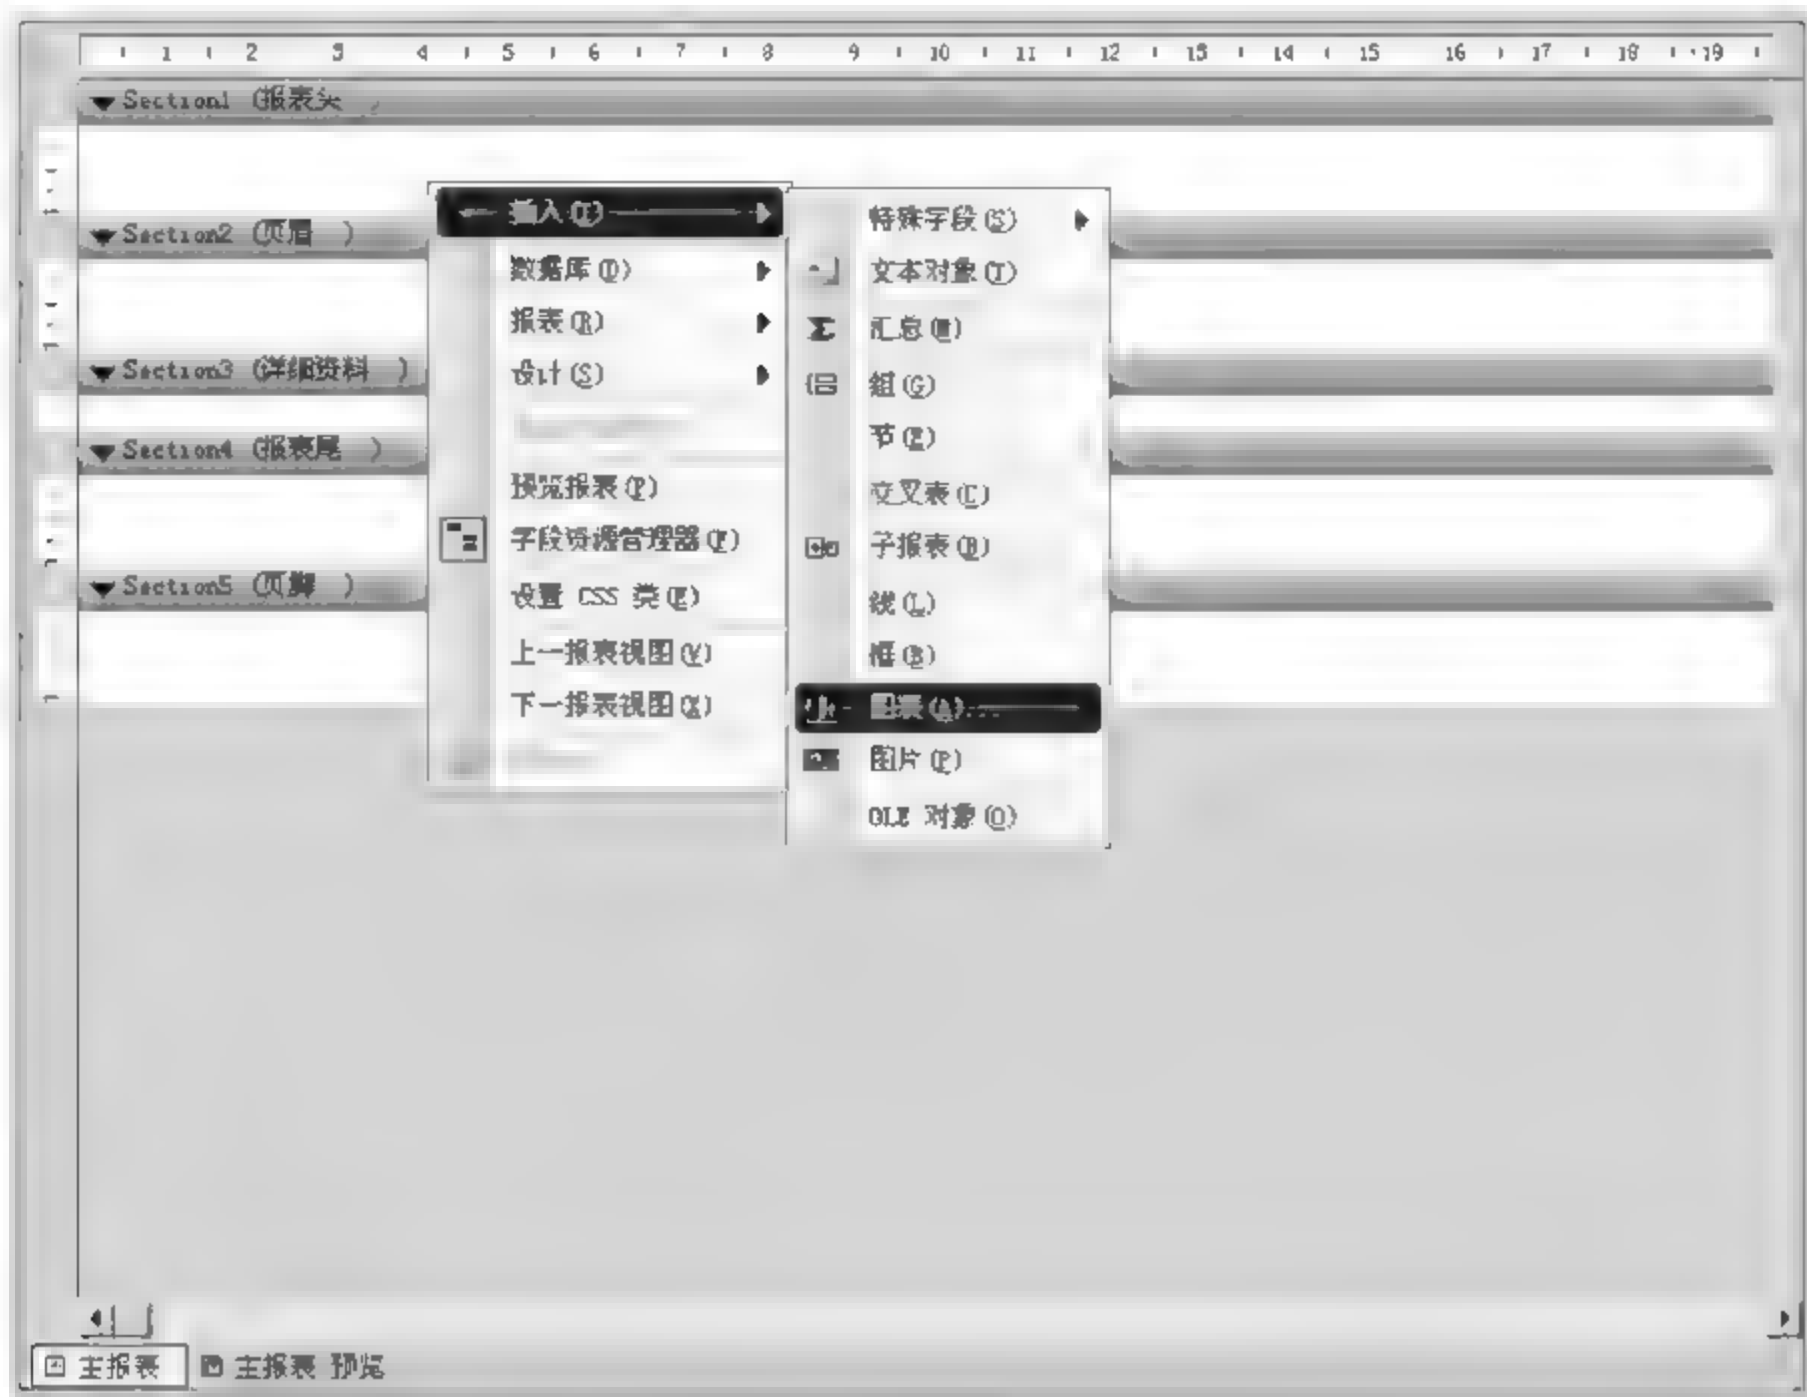 1 2 3 4 5 6 7 8 9 10 11 12 13 14 15 16 17 18 19
Section1 (报表头 )
Section2 (页眉 )
Section3 (详细资料 )
Section4 (报表尾 )
Section5 (页脚 )
插入(I)
数据库(D)
报表(R)
设计(S)
预览报表(P)
字段资源管理器(F)
设置 CSS 类(E)
上一报表视图(V)
下一报表视图(X)
特殊字段(S)
文本对象(T)
汇总(M)
组(G)
节(E)
交叉表(C)
子报表(R)
线(L)
框(B)
图表(A)...
图片(P)
OLE 对象(O)
主报表
主报表 预览